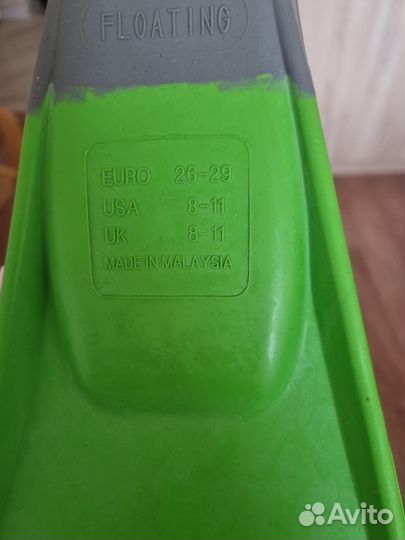 FLOATING
EURO 26-29
USA 8-11
UK 8-11
MADE IN MALAYSIA
Avito